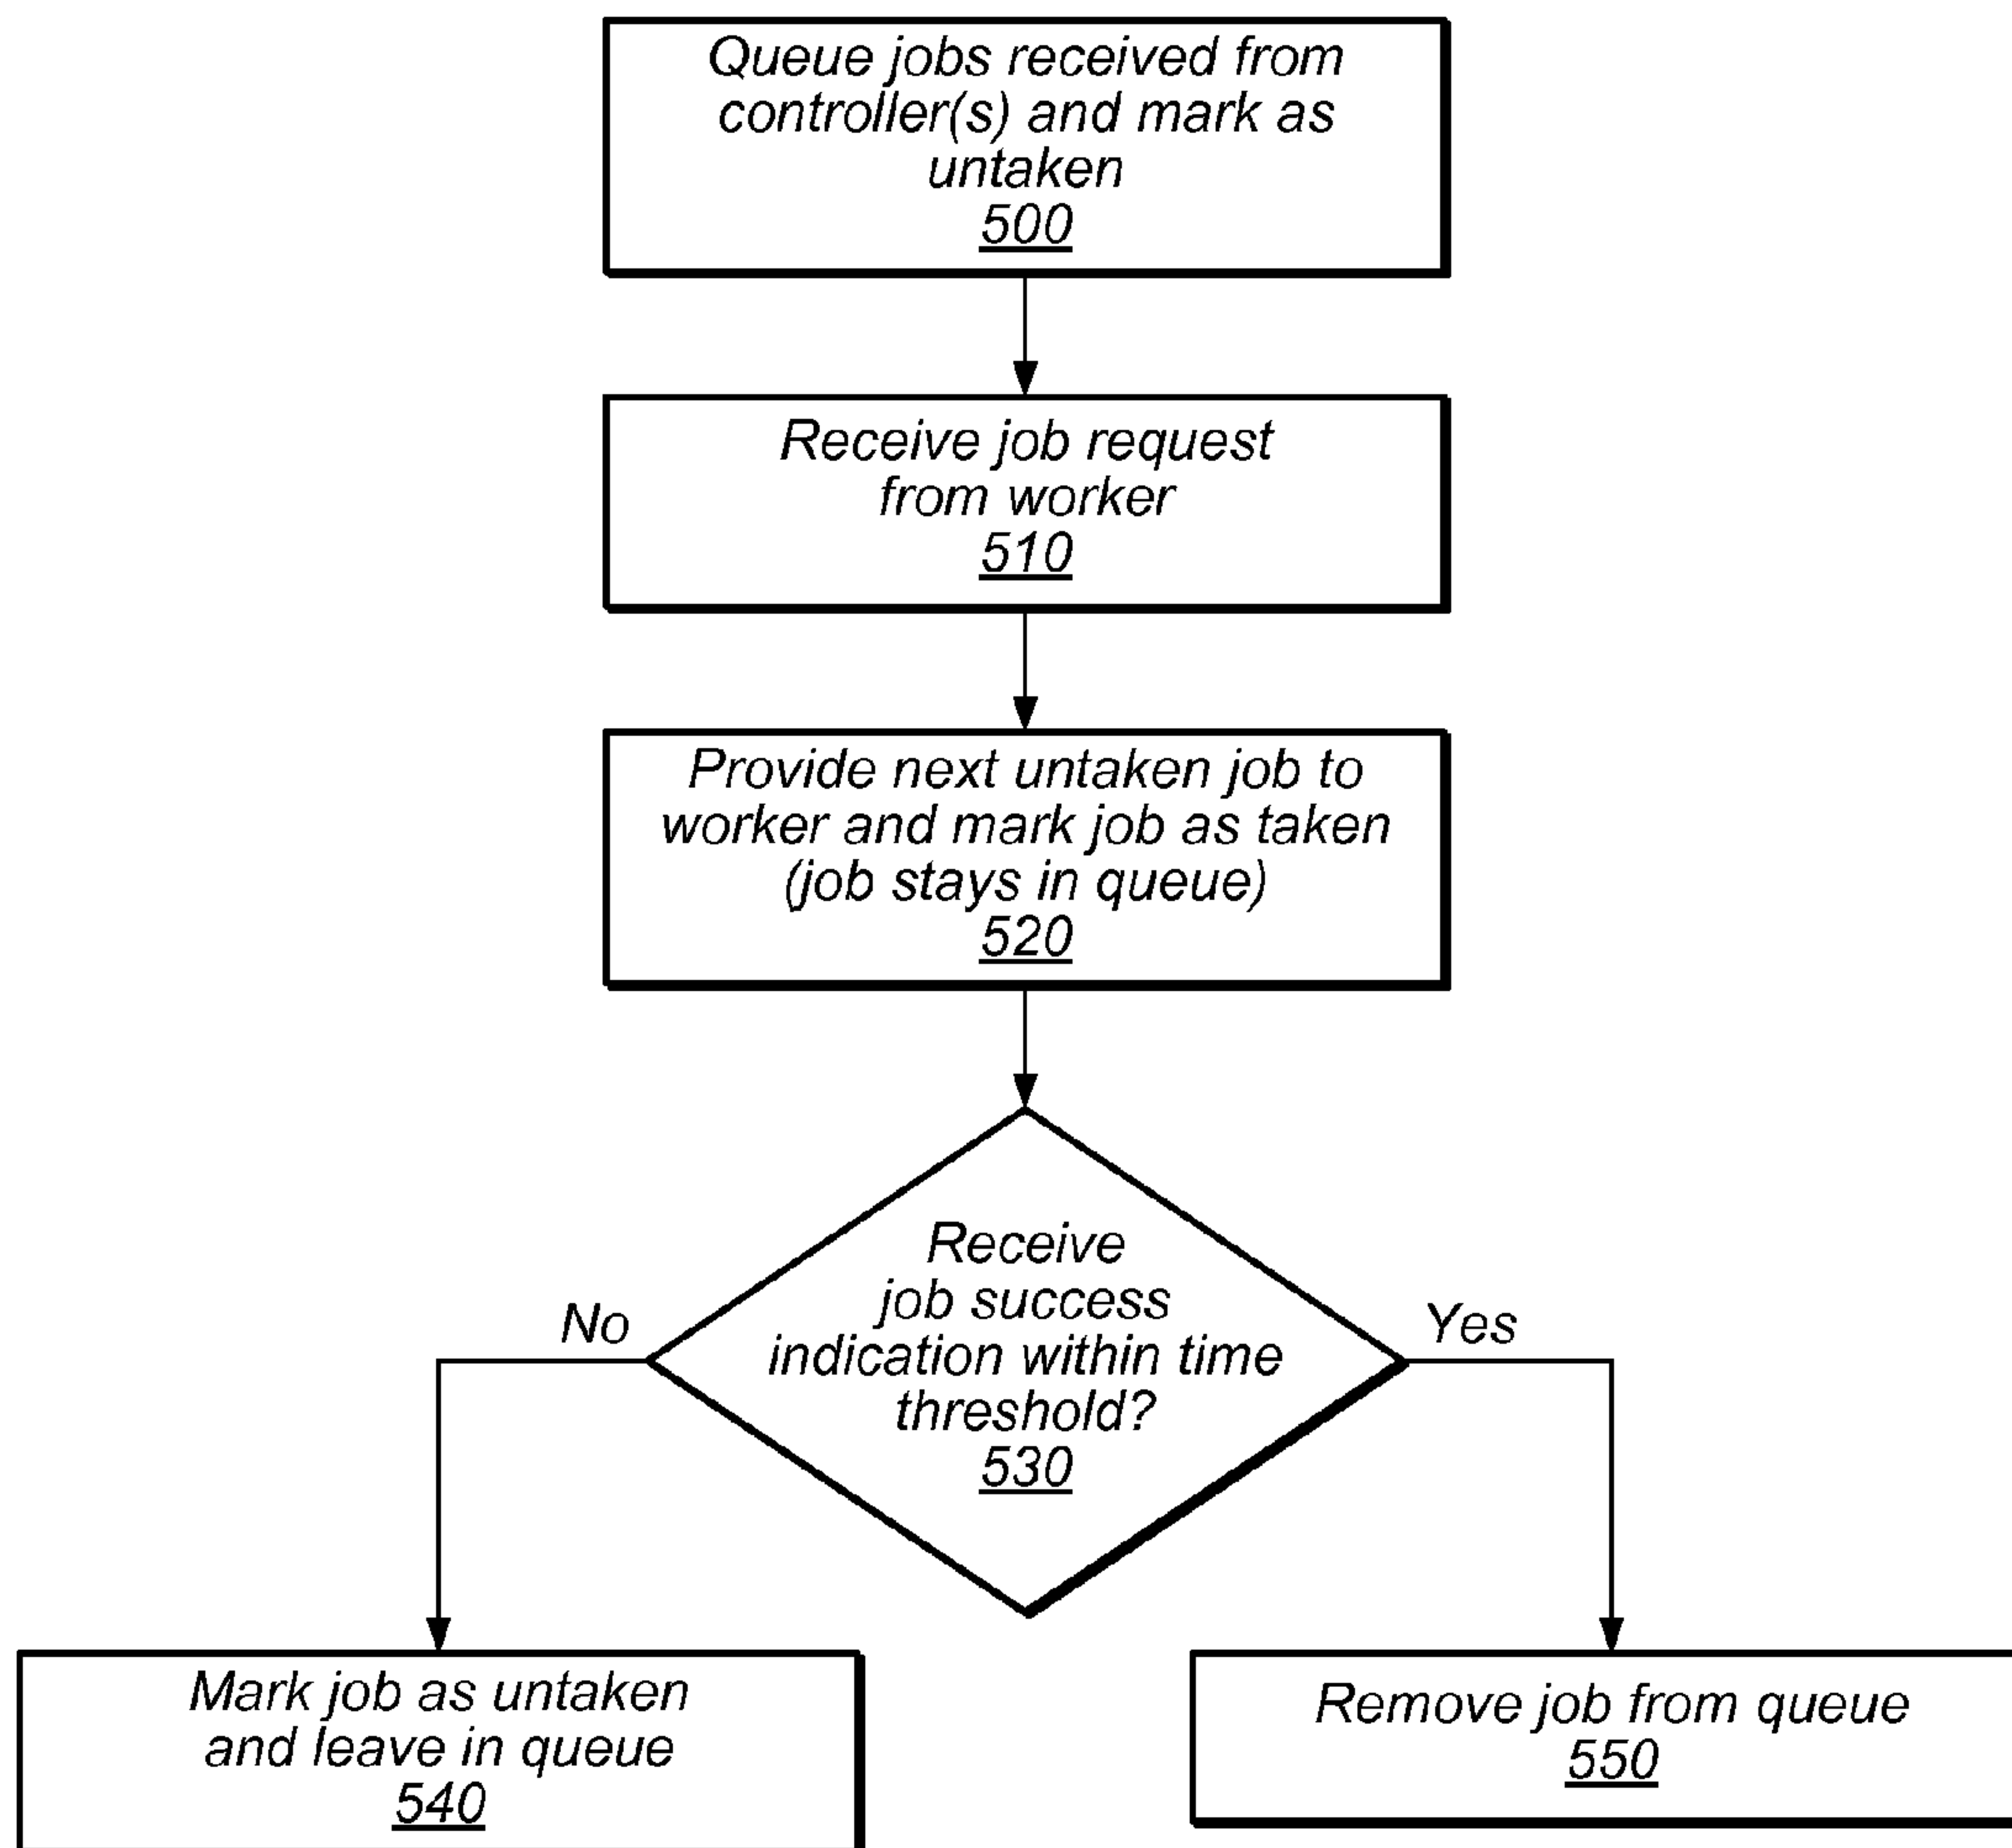 Queue jobs received from
controller(s) and mark as
untaken
500
Receive job request
from worker
510
Provide next untaken job to
worker and mark job as taken
(job stays in queue)
520
Receive
job success
indication within time
threshold?
530
No
Yes
Mark job as untaken
and leave in queue
540
Remove job from queue
550